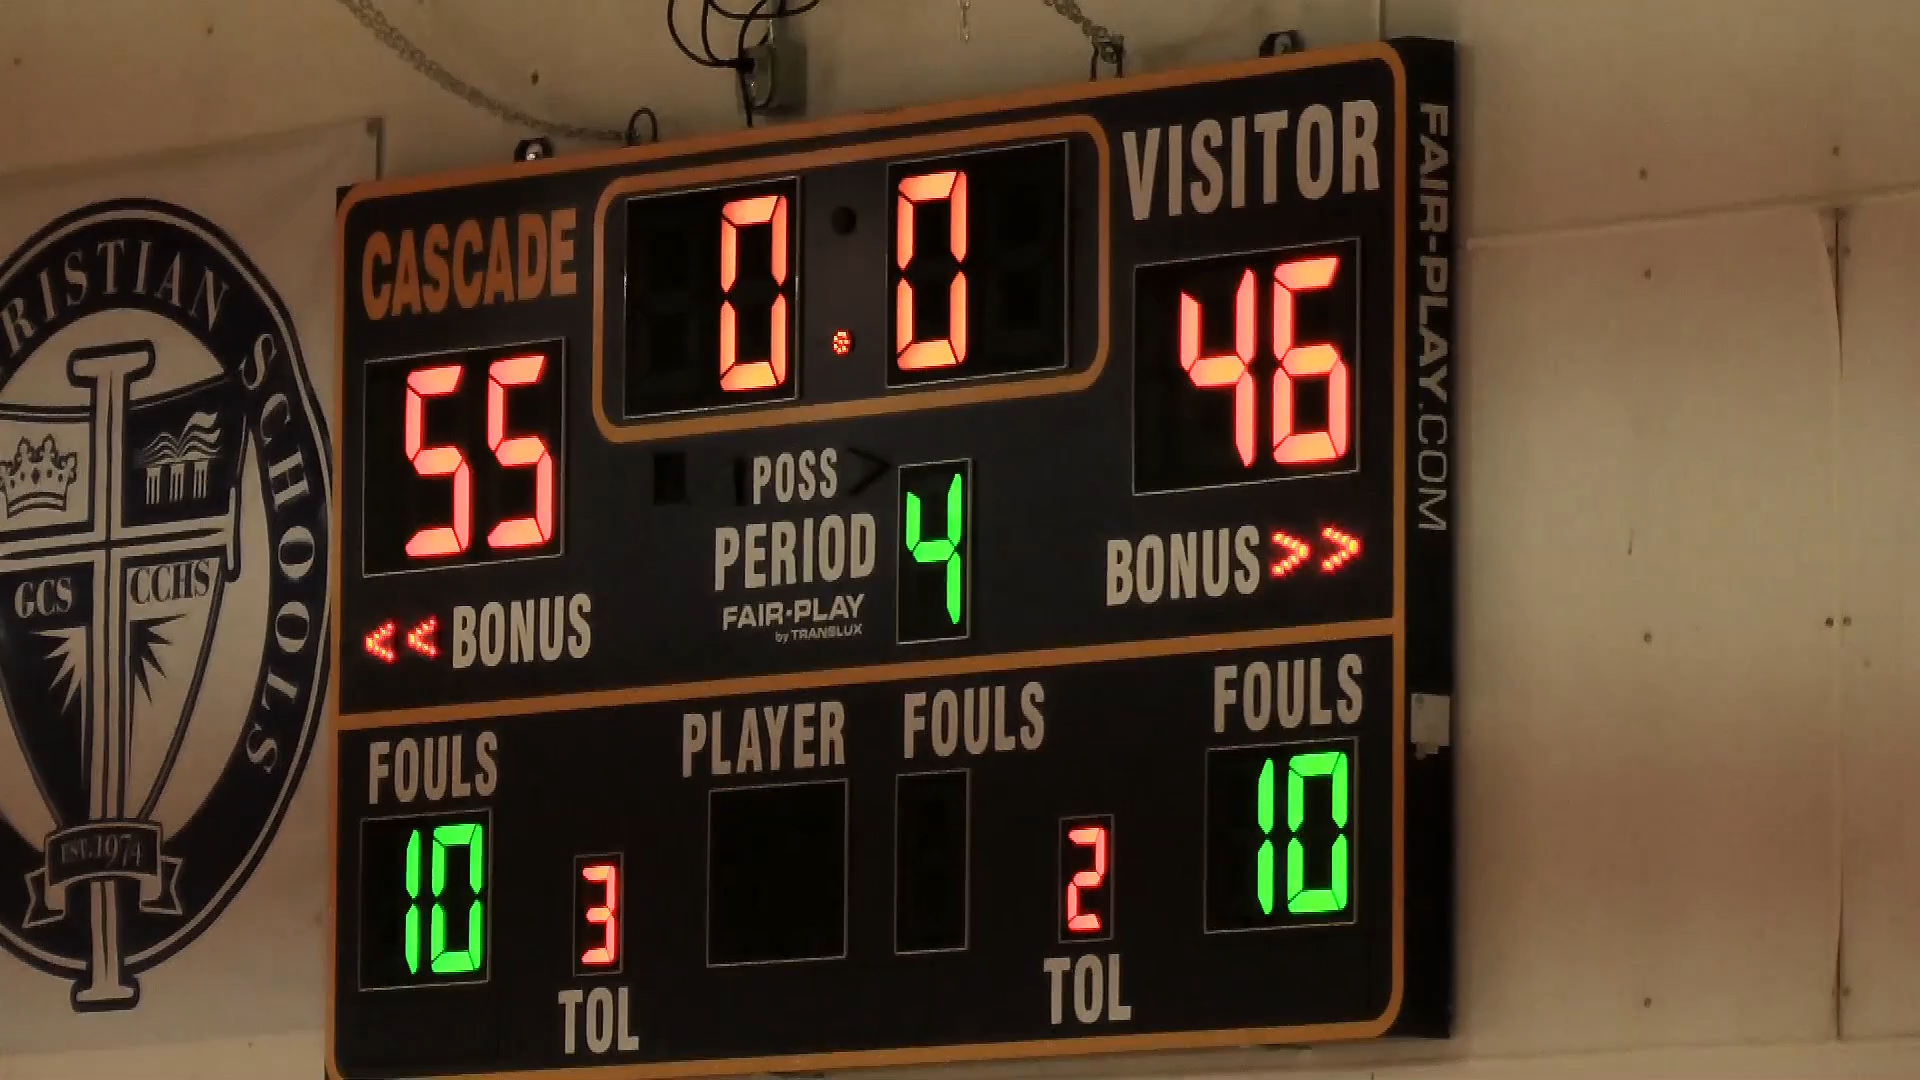 RISTIAN SCHOOLS
GCS CCHS
EST. 1974
CASCADE
0.0
VISITOR
55
46
POSS >
PERIOD 4
FAIR-PLAY
by TRANSLUX
<< BONUS
BONUS >>
FOULS
PLAYER FOULS
FOULS
10
3
2
10
TOL
TOL
FAIR-PLAY.COM